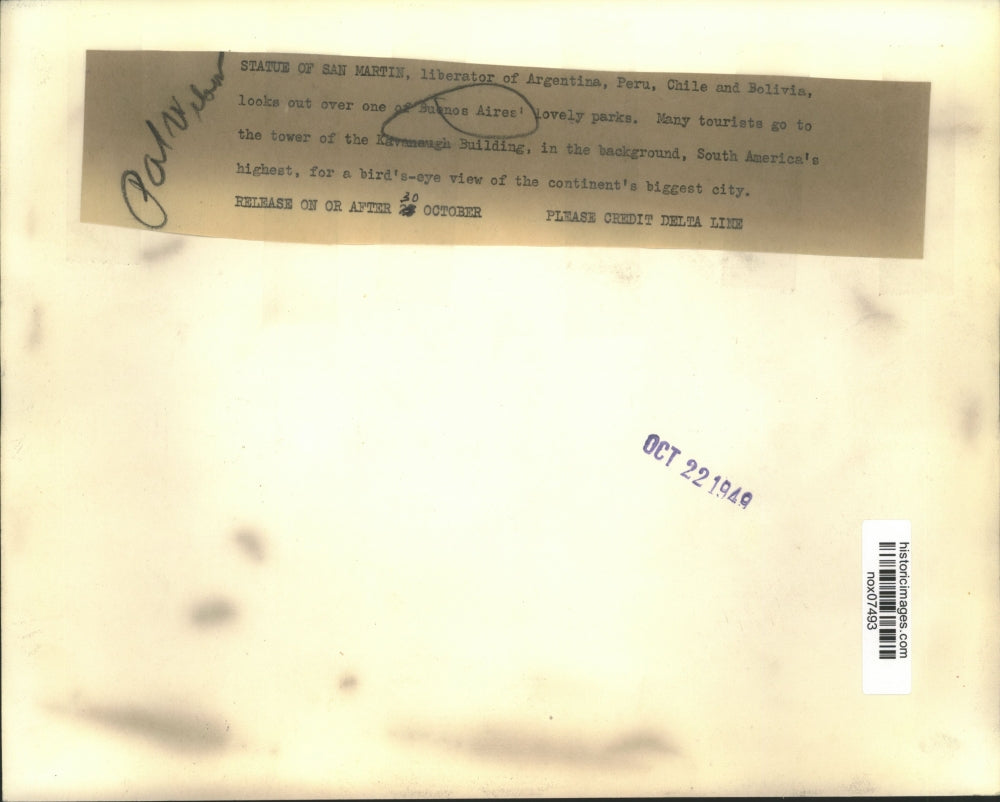 STATUE OF SAN MARTIN, liberator of Argentina, Peru, Chile and Bolivia,
looks out over one of Buenos Aires' lovely parks. Many tourists go to
the tower of the Kavanaugh Building, in the background, South America's
highest, for a bird's-eye view of the continent's biggest city.
RELEASE ON OR AFTER 30 OCTOBER PLEASE CREDIT DELTA LINE
OCT 22 1949
historicimages.com
nox07493